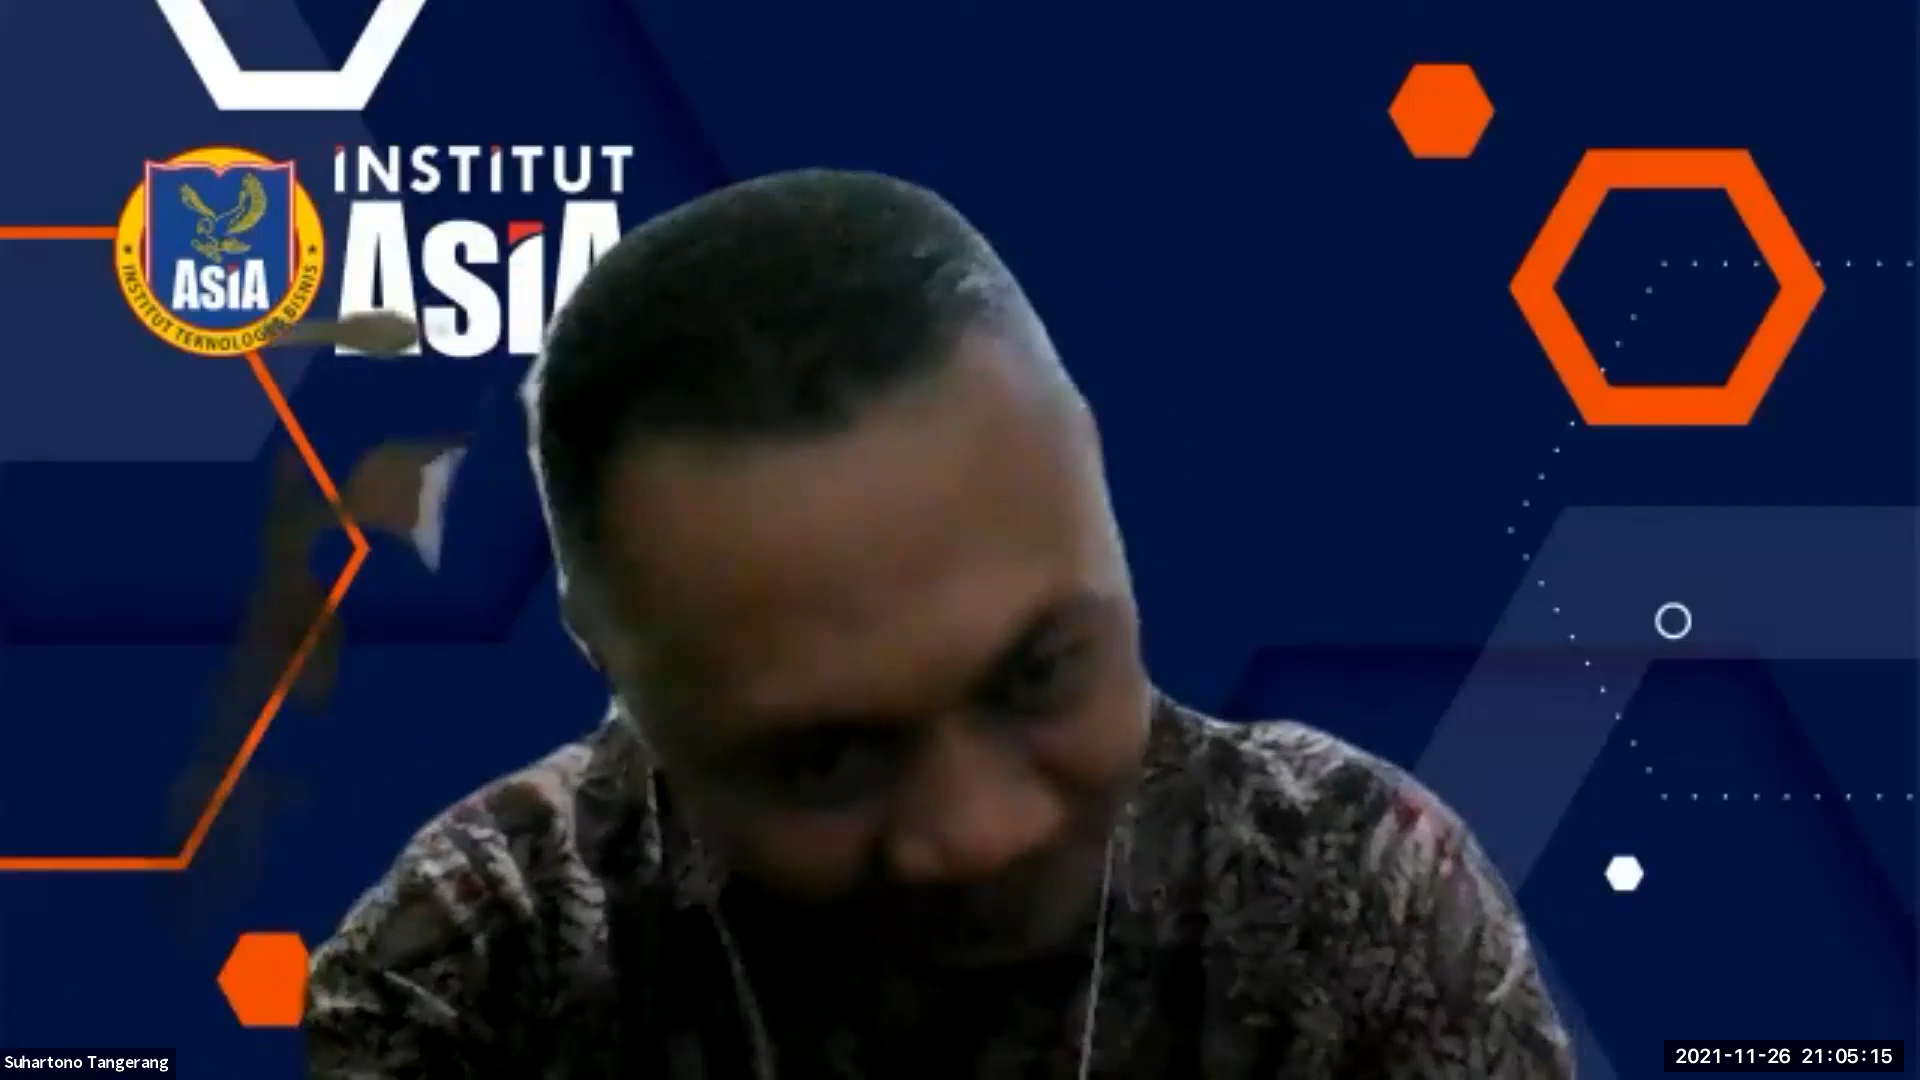 INSTITUT
ASIA
ASIA
INSTITUT TEKNOLOGI BISNIS
Suhartono Tangerang
2021-11-26 21:05:15